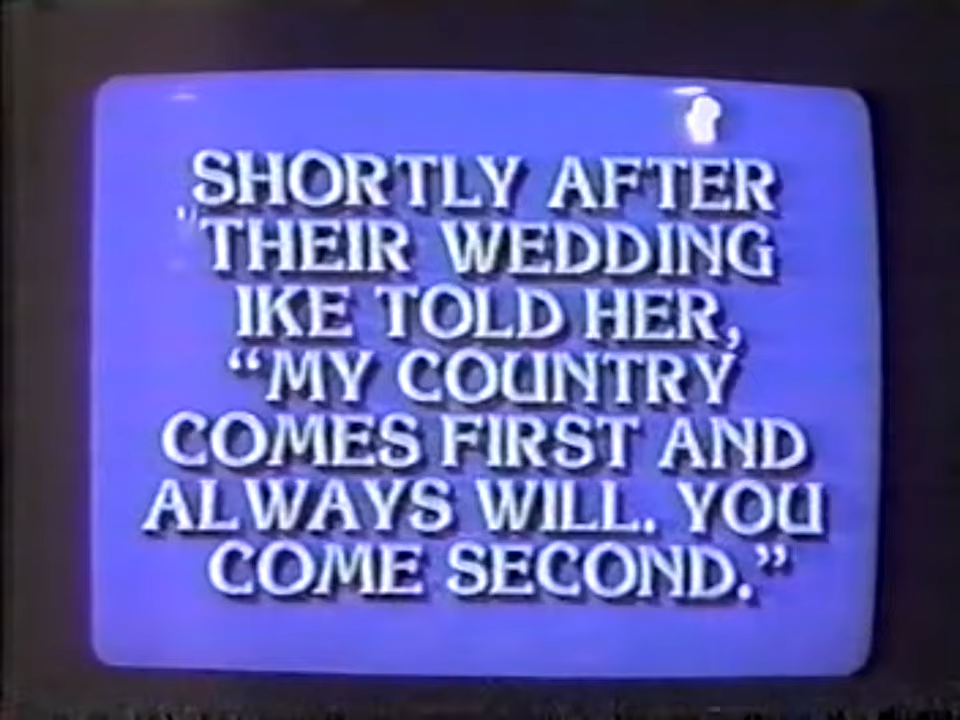 SHORTLY AFTER
THEIR WEDDING
IKE TOLD HER,
“MY COUNTRY
COMES FIRST AND
ALWAYS WILL. YOU
COME SECOND.”